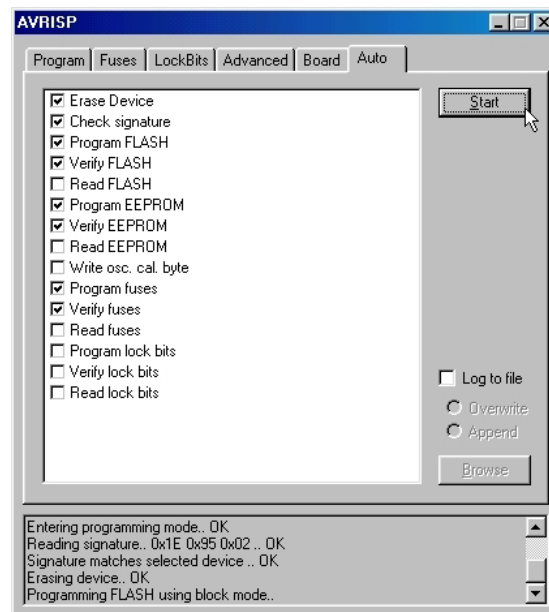 AVRISP
Program Fuses LockBits Advanced Board Auto
Erase Device
Check signature
Program FLASH
Verify FLASH
Read FLASH
Program EEPROM
Verify EEPROM
Read EEPROM
Write osc. cal. byte
Program fuses
Verify fuses
Read fuses
Program lock bits
Verify lock bits
Read lock bits
Start
Log to file
Overwrite
Append
Browse
Entering programming mode.. OK
Reading signature.. 0x1E 0x95 0x02 .. OK
Signature matches selected device .. OK
Erasing device.. OK
Programming FLASH using block mode..